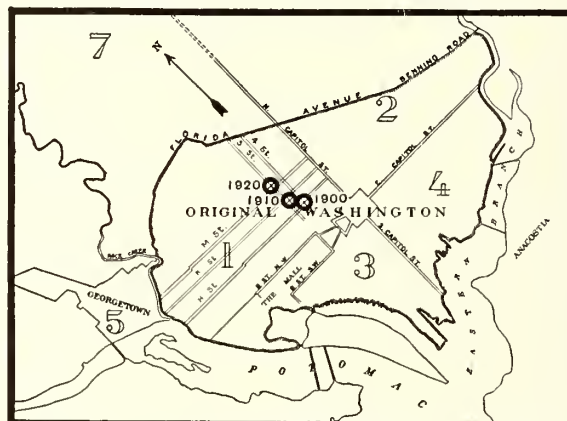 7
N
FLORIDA AVENUE BENNING ROAD
2
N. CAPITOL ST.
4 St.
5 St.
E. CAPITOL ST.
1920
1910
1900
ORIGINAL WASHINGTON
4
M St.
K St.
H St.
1
S. CAPITOL ST.
B ST. N.W.
THE MALL
B ST. S.W.
3
ROCK CREEK
GEORGETOWN
5
POTOMAC
EASTERN BRANCH
ANACOSTIA